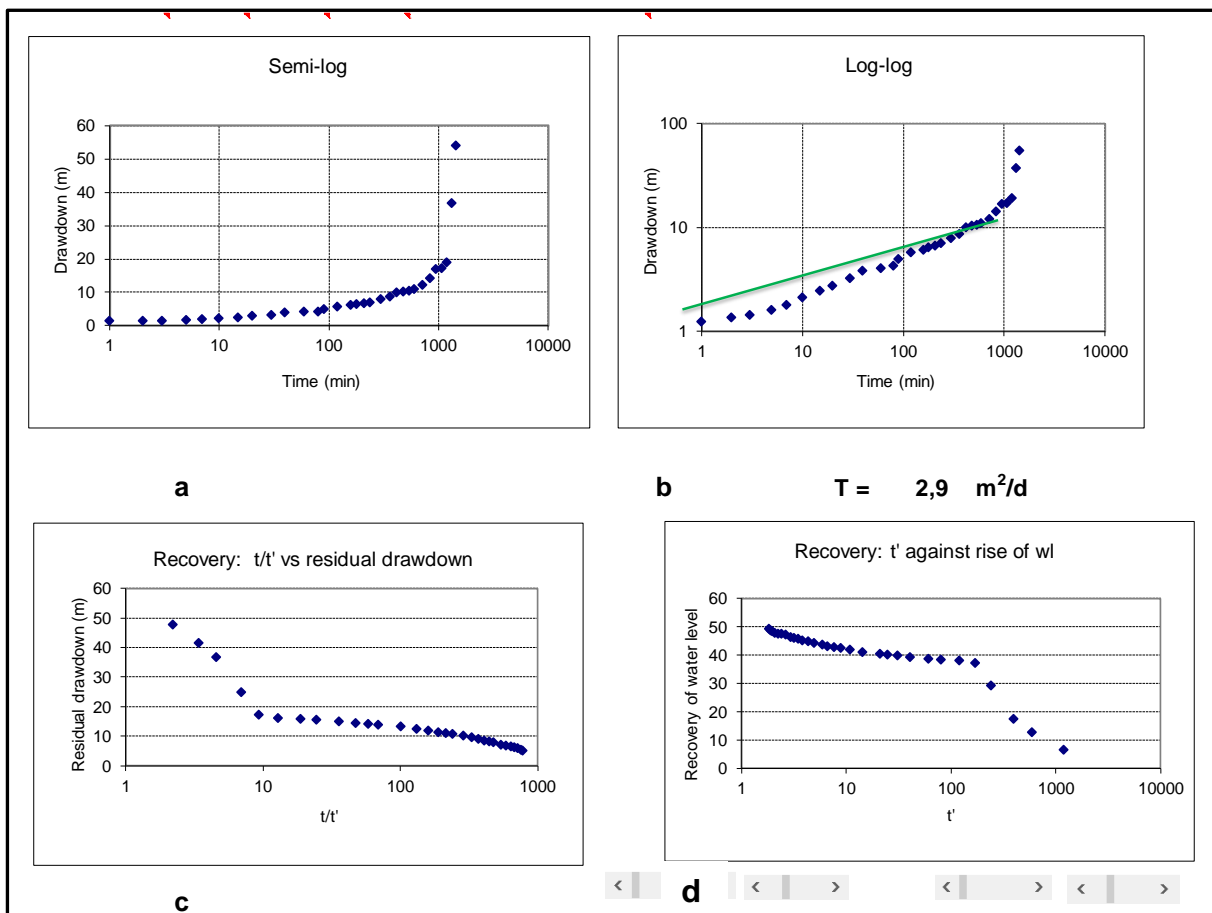 Semi-log
60
50
40
30
20
10
0
Drawdown (m)
1 10 100 1000 10000
Time (min)
Log-log
100
10
1
Drawdown (m)
1 10 100 1000 10000
Time (min)
a
b
T = 2,9 m²/d
Recovery: t/t' vs residual drawdown
60
50
40
30
20
10
0
Residual drawdown (m)
1 10 100 1000
t/t'
Recovery: t' against rise of wl
60
50
40
30
20
10
0
Recovery of water level
1 10 100 1000 10000
t'
c
d